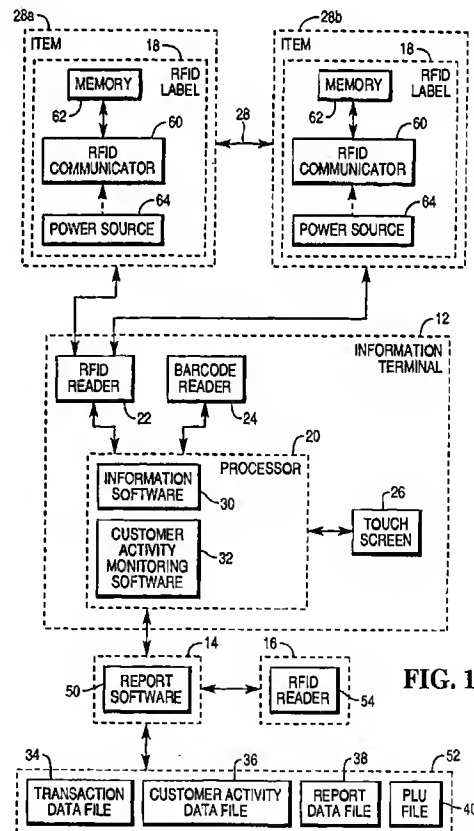 28a
28b
ITEM
18
RFID
LABEL
MEMORY
62
60
RFID
COMMUNICATOR
64
POWER SOURCE
28
ITEM
18
RFID
LABEL
MEMORY
62
60
RFID
COMMUNICATOR
64
POWER SOURCE
12
INFORMATION
TERMINAL
RFID
READER
22
BARCODE
READER
24
20
PROCESSOR
INFORMATION
SOFTWARE
30
CUSTOMER
ACTIVITY
MONITORING
SOFTWARE
32
26
TOUCH
SCREEN
14
REPORT
SOFTWARE
50
16
RFID
READER
54
FIG. 1
34
36
38
52
TRANSACTION
DATA FILE
CUSTOMER ACTIVITY
DATA FILE
REPORT
DATA FILE
PLU
FILE
40